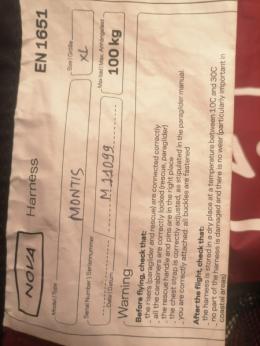 NOVA Harness EN 1651
Model / Type MONTIS
Size / Größe XL
Serial Number / Seriennummer M 11099
Max load / Max. Anhängelast 100 kg
Date / Datum
Warning
Before flying, check that:
- the risers (paraglider and rescue) are connected correctly
- all the carabiners are correctly locked (rescue, paraglider)
- the rescue handle and pins are in the right place
- the chest strap is correctly adjusted, as stipulated in the paraglider manual
- you are correctly attached: all buckles are fastened
After your flight, check that:
- the harness is stored in a dry place at a temperature between 10C and 30C
- no part of the harness is damaged and there is no wear (particularly important in
coastal areas)